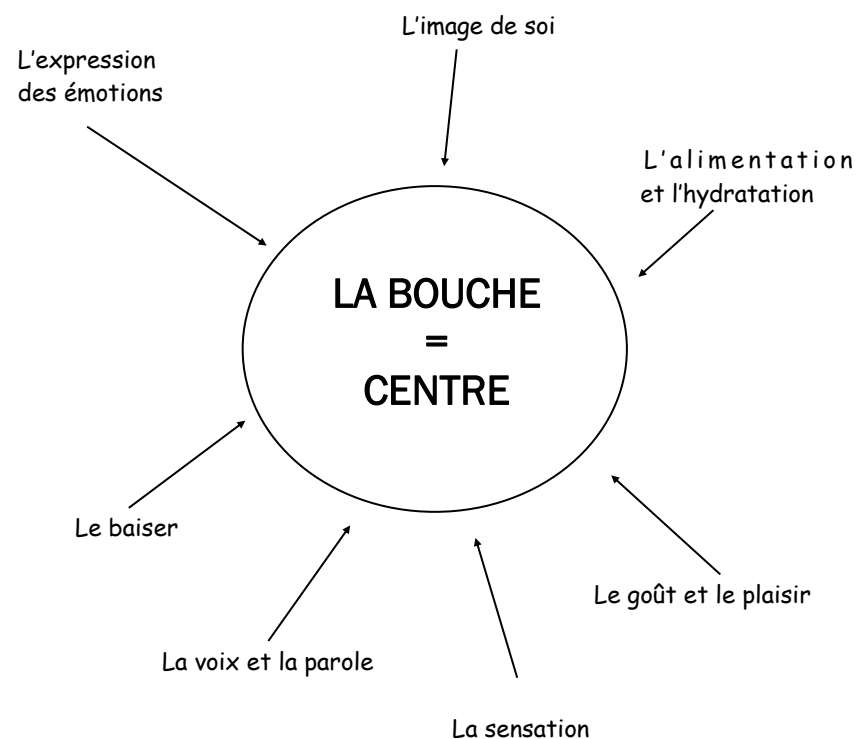 L'image de soi
L'expression
des émotions
L'alimentation
et l'hydratation
LA BOUCHE
=
CENTRE
Le baiser
Le goût et le plaisir
La voix et la parole
La sensation